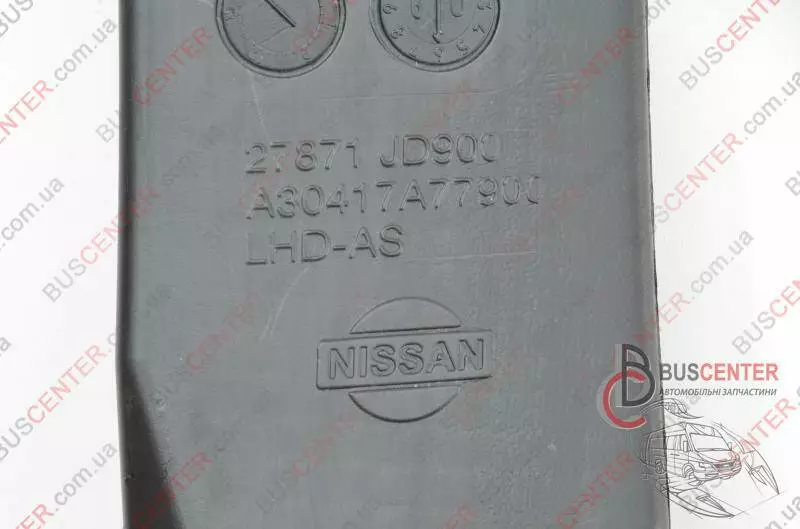 27871 JD900
A30417A77900
LHD-AS
NISSAN
BUSCENTER
АВТОМОБІЛЬНІ ЗАПЧАСТИНИ
BUSCENTER.com.ua